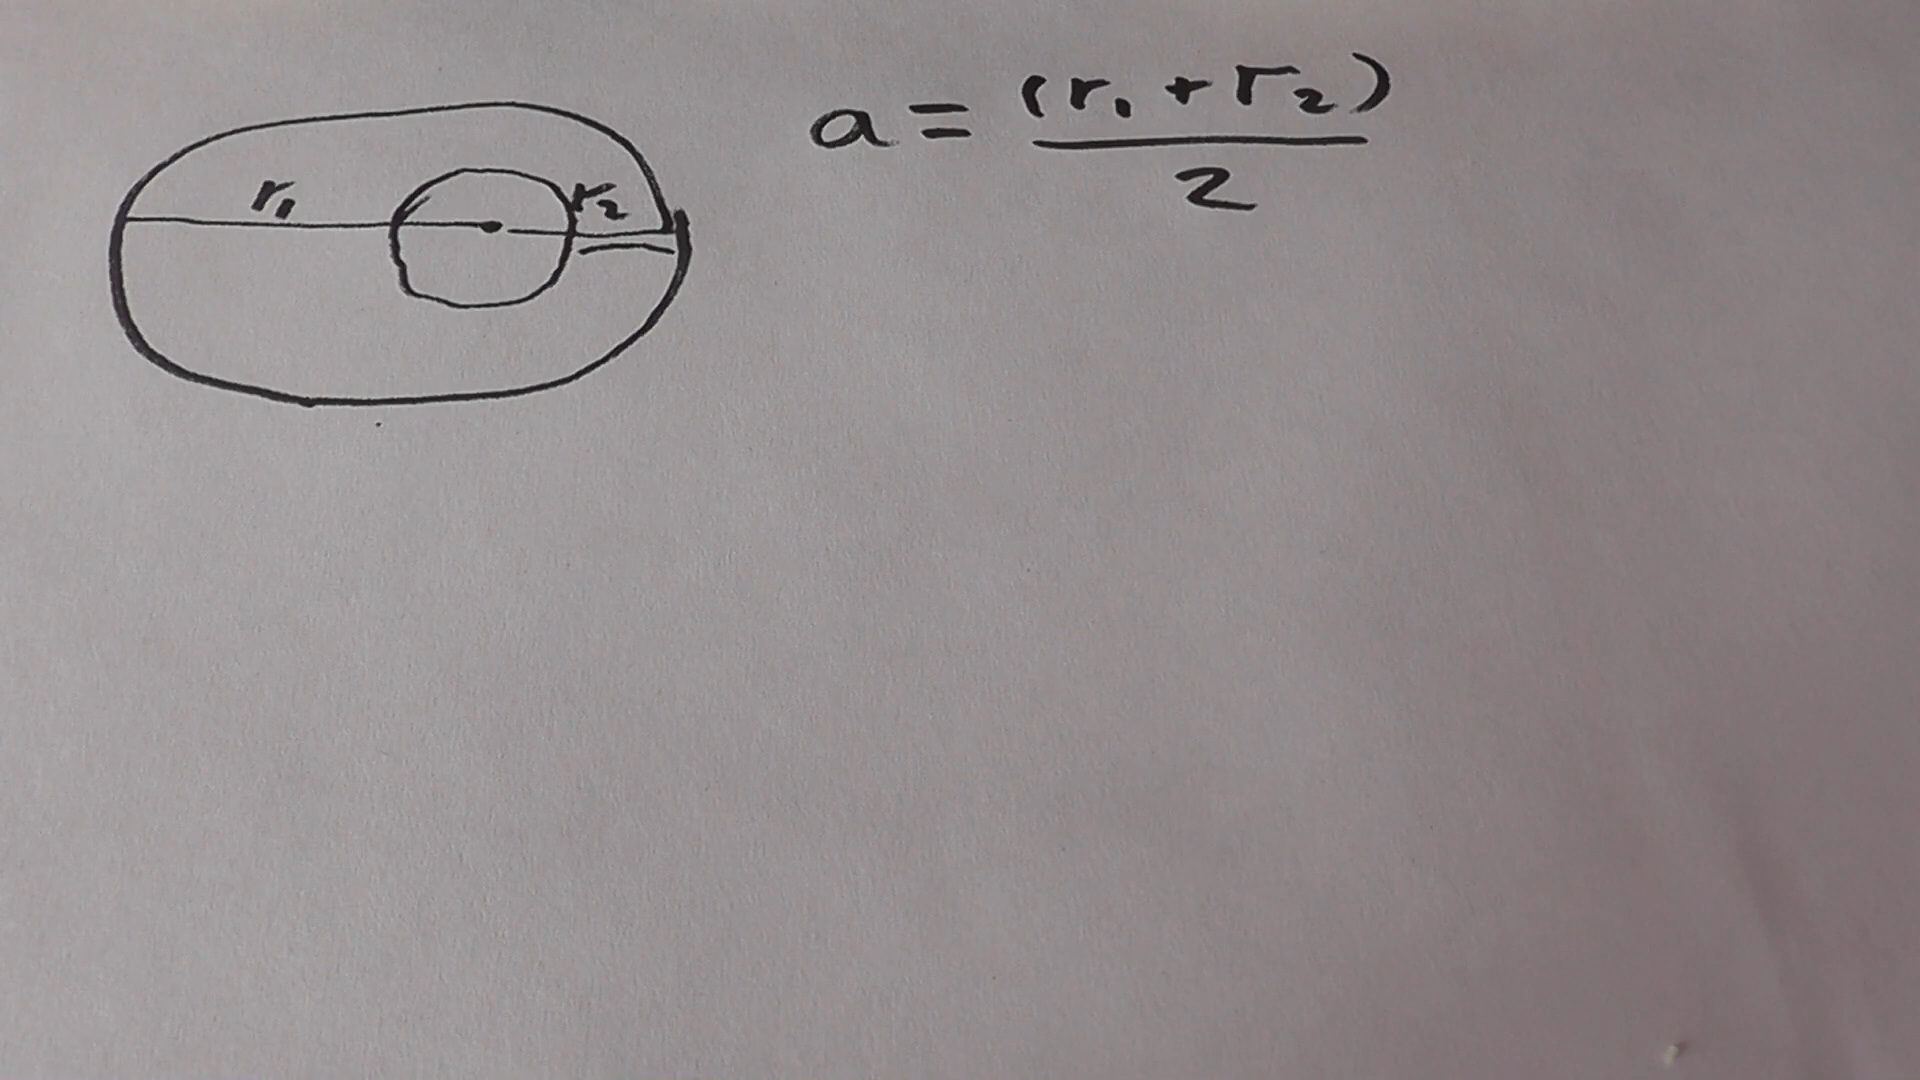 r₁ r₂
a = (r₁ + r₂)
2